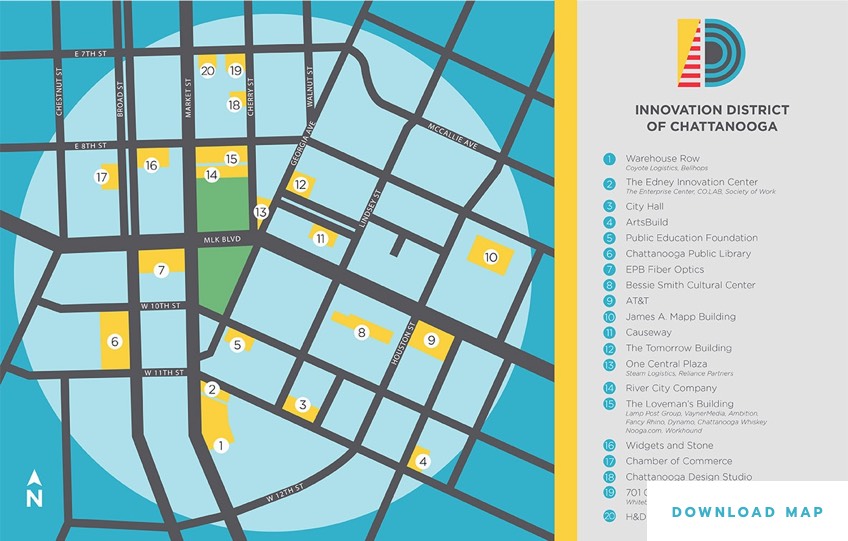 E 7TH ST
CHESTNUT ST
BROAD ST
MARKET ST
CHERRY ST
WALNUT ST
GEORGIA AVE
MCCALLIE AVE
LINDSEY ST
E 8TH ST
MLK BLVD
W 10TH ST
HOUSTON ST
W 11TH ST
W 12TH ST
20
19
18
16
15
14
17
12
13
11
10
7
6
5
8
9
2
3
1
4
N
INNOVATION DISTRICT
OF CHATTANOOGA
1 Warehouse Row
Coyote Logistics, Bellhops
2 The Edney Innovation Center
The Enterprise Center, CO.LAB, Society of Work
3 City Hall
4 ArtsBuild
5 Public Education Foundation
6 Chattanooga Public Library
7 EPB Fiber Optics
8 Bessie Smith Cultural Center
9 AT&T
10 James A. Mapp Building
11 Causeway
12 The Tomorrow Building
13 One Central Plaza
Steam Logistics, Reliance Partners
14 River City Company
15 The Loveman's Building
Lamp Post Group, VaynerMedia, Ambition,
Fancy Rhino, Dynamo, Chattanooga Whiskey
Nooga.com, Workhound
16 Widgets and Stone
17 Chamber of Commerce
18 Chattanooga Design Studio
19 701
20 H&D
DOWNLOAD MAP